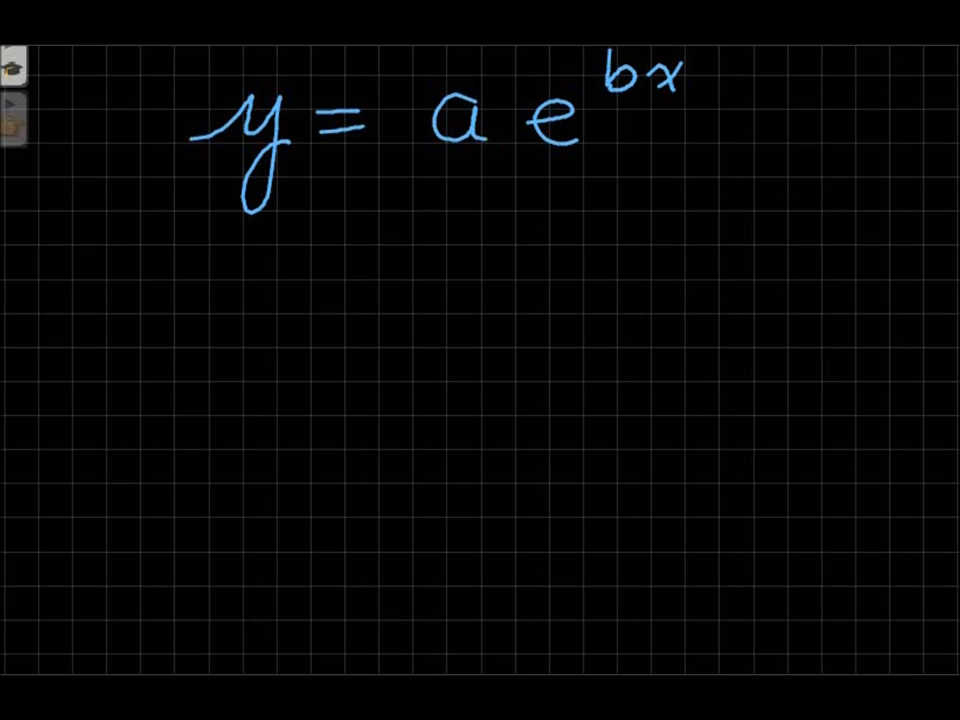 y = a e^{bx}